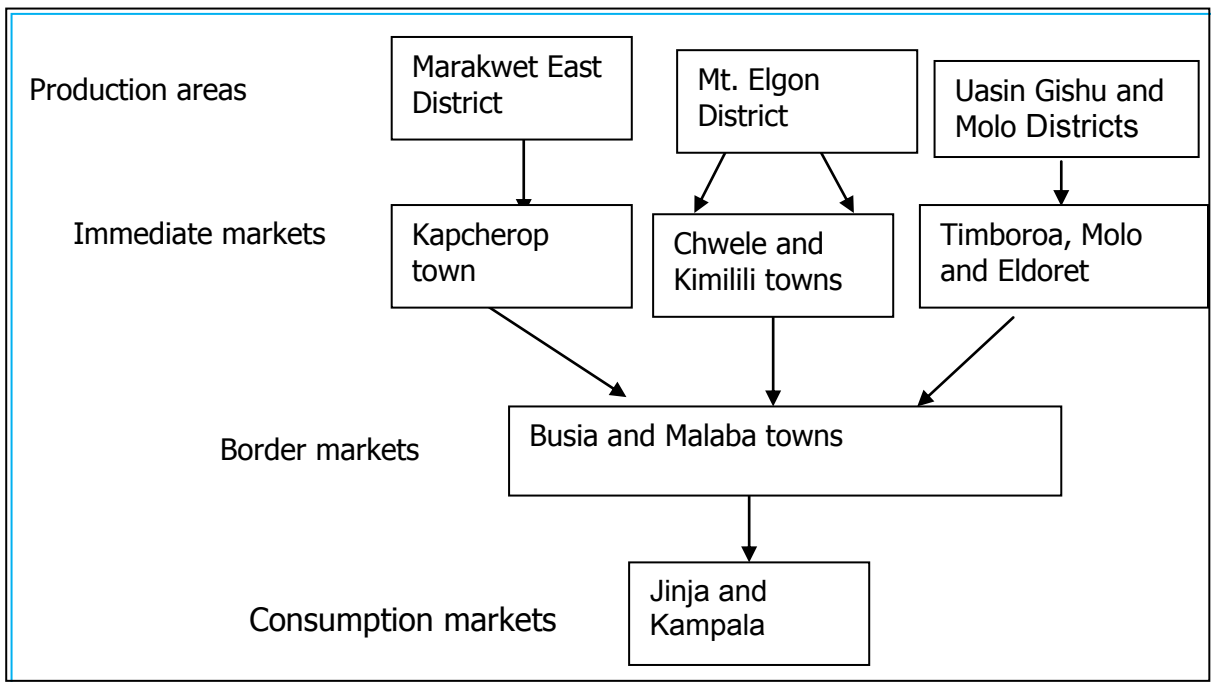 Production areas
Marakwet East
District
Mt. Elgon
District
Uasin Gishu and
Molo Districts
Immediate markets
Kapcherop
town
Chwele and
Kimilili towns
Timboroa, Molo
and Eldoret
Border markets
Busia and Malaba towns
Consumption markets
Jinja and
Kampala